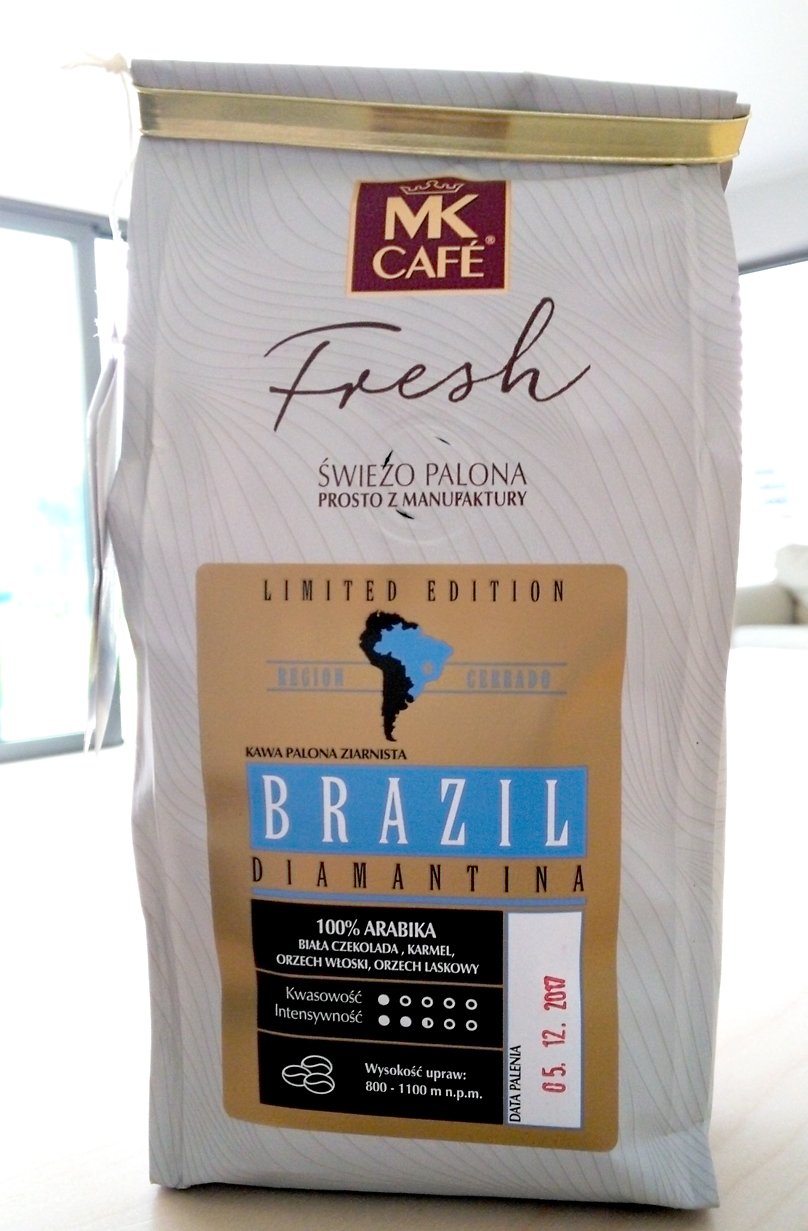 MK
CAFÉ®
Fresh
ŚWIEŻO PALONA
PROSTO Z MANUFAKTURY
LIMITED EDITION
REGION CERRADO
KAWA PALONA ZIARNISTA
BRAZIL
DIAMANTINA
100% ARABIKA
BIAŁA CZEKOLADA , KARMEL,
ORZECH WŁOSKI, ORZECH LASKOWY
Kwasowość
Intensywność
Wysokość upraw:
800 - 1100 m n.p.m.
DATA PALENIA
05. 12. 2017